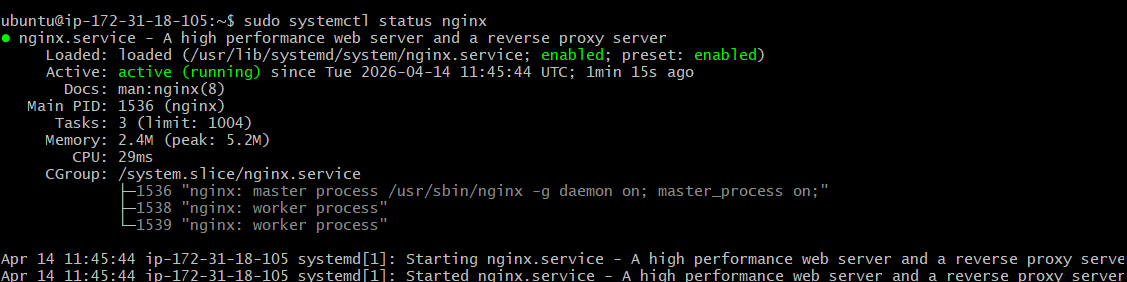 ubuntu@ip-172-31-18-105:~$ sudo systemctl status nginx
● nginx.service - A high performance web server and a reverse proxy server
     Loaded: loaded (/usr/lib/systemd/system/nginx.service; enabled; preset: enabled)
     Active: active (running) since Tue 2026-04-14 11:45:44 UTC; 1min 15s ago
       Docs: man:nginx(8)
   Main PID: 1536 (nginx)
      Tasks: 3 (limit: 1004)
     Memory: 2.4M (peak: 5.2M)
        CPU: 29ms
     CGroup: /system.slice/nginx.service
             ├─1536 "nginx: master process /usr/sbin/nginx -g daemon on; master_process on;"
             ├─1538 "nginx: worker process"
             └─1539 "nginx: worker process"
Apr 14 11:45:44 ip-172-31-18-105 systemd[1]: Starting nginx.service - A high performance web server and a reverse proxy serve
Apr 14 11:45:44 ip-172-31-18-105 systemd[1]: Started nginx.service - A high performance web server and a reverse proxy server